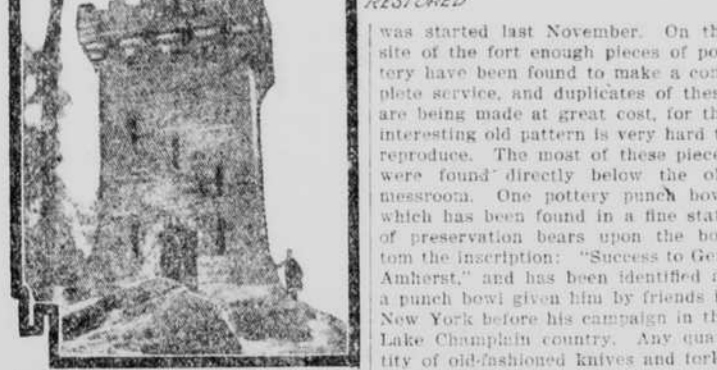 RESTORED
was started last November. On th
site of the fort enough pieces of po
tery have been found to make a com
plete service, and duplicates of thes
are being made at great cost, for th
interesting old pattern is very hard
reproduce. The most of these piece
were found directly below the ol
messroom. One pottery punch bow
which has been found in a fine stat
of preservation bears upon the bo
tom the inscription: "Success to Ge
Amherst," and has been identified a
a punch bowl given him by friends
New York before his campaign in th
Lake Champlain country. Any quan
tity of old-fashioned knives and fork